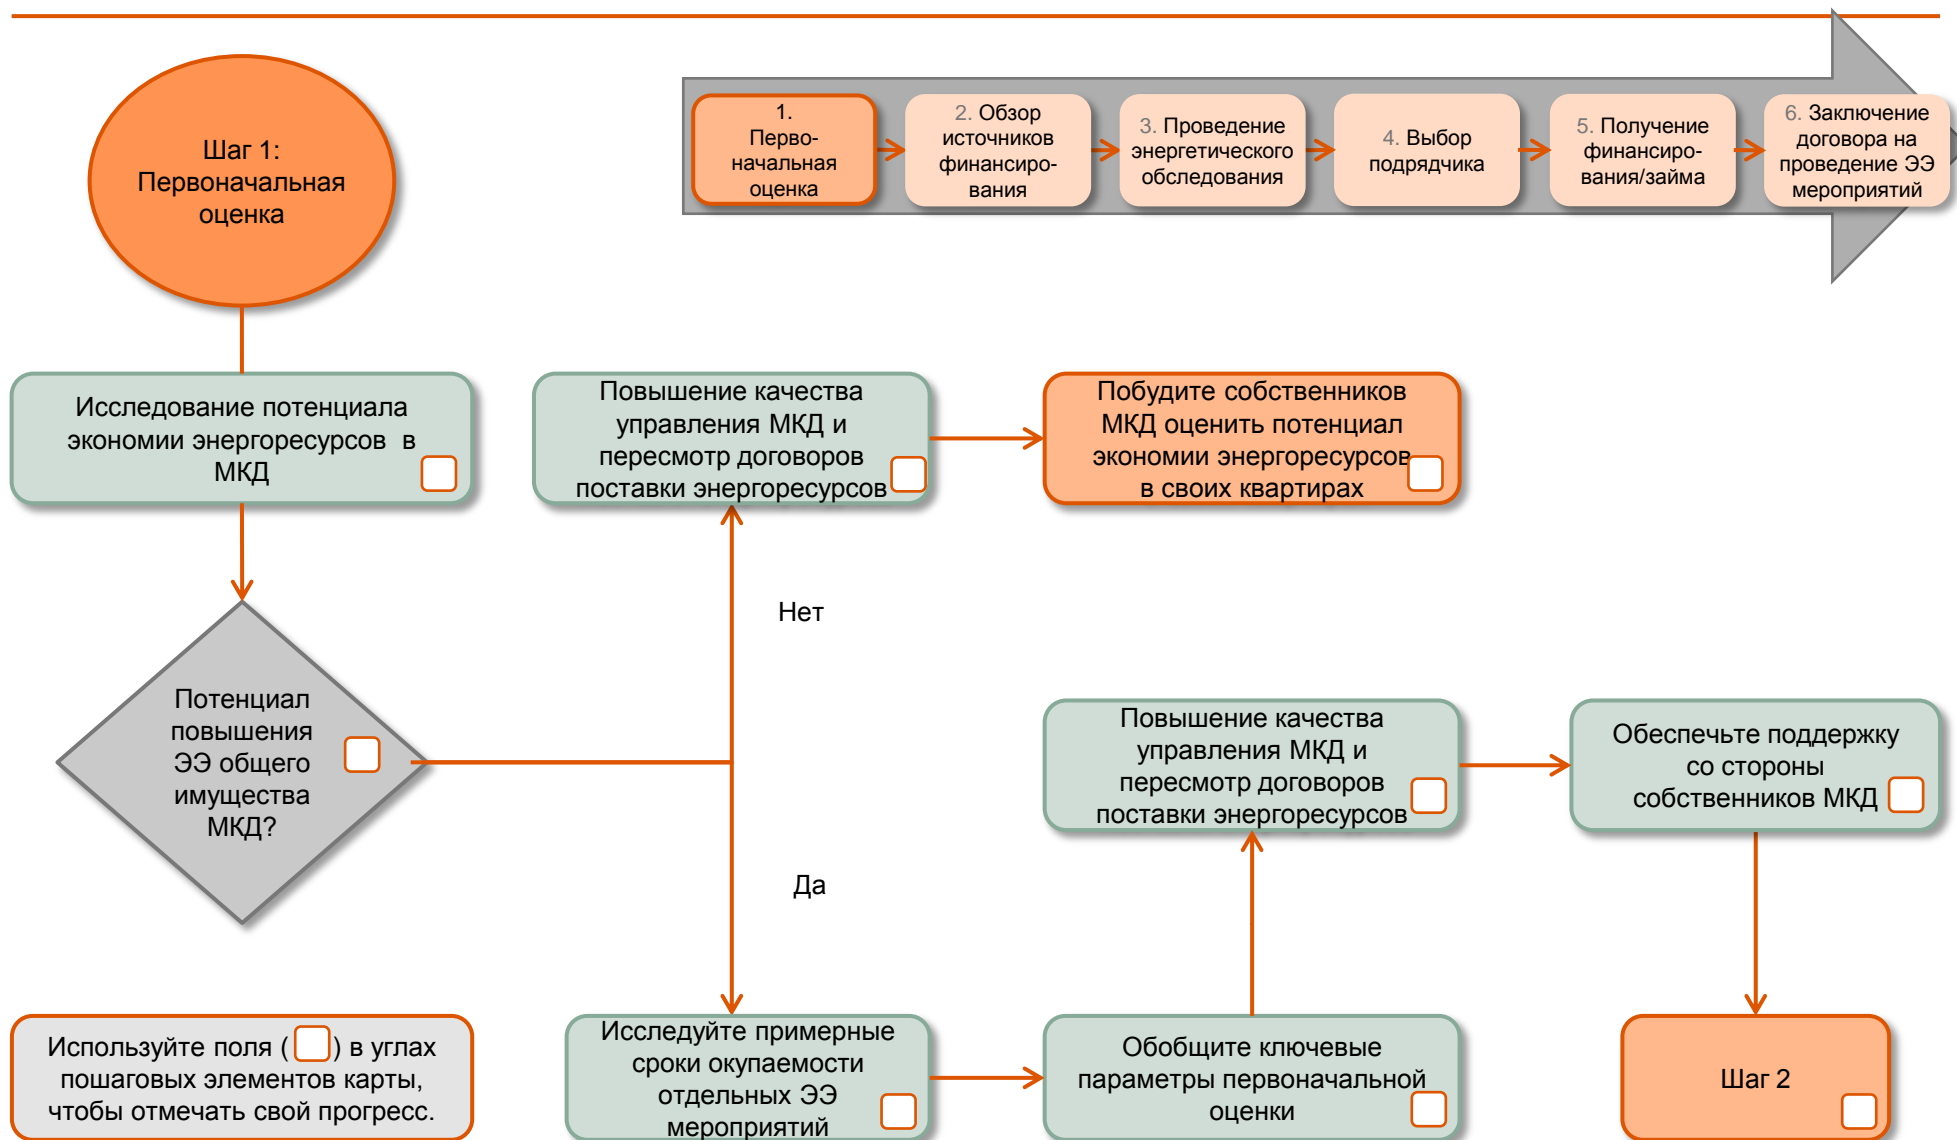 Шаг 1:
Первоначальная
оценка
1.
Перво-
начальная
оценка
2. Обзор
источников
финансиро-
вания
3. Проведение
энергетического
обследования
4. Выбор
подрядчика
5. Получение
финансиро-
вания/займа
6. Заключение
договора на
проведение ЭЭ
мероприятий
Исследование потенциала
экономии энергоресурсов в
МКД
Повышение качества
управления МКД и
пересмотр договоров
поставки энергоресурсов
Побудите собственников
МКД оценить потенциал
экономии энергоресурсов
в своих квартирах
Нет
Потенциал
повышения
ЭЭ общего
имущества
МКД?
Да
Повышение качества
управления МКД и
пересмотр договоров
поставки энергоресурсов
Обеспечьте поддержку
со стороны
собственников МКД
Используйте поля ( ) в углах
пошаговых элементов карты,
чтобы отмечать свой прогресс.
Исследуйте примерные
сроки окупаемости
отдельных ЭЭ
мероприятий
Обобщите ключевые
параметры первоначальной
оценки
Шаг 2